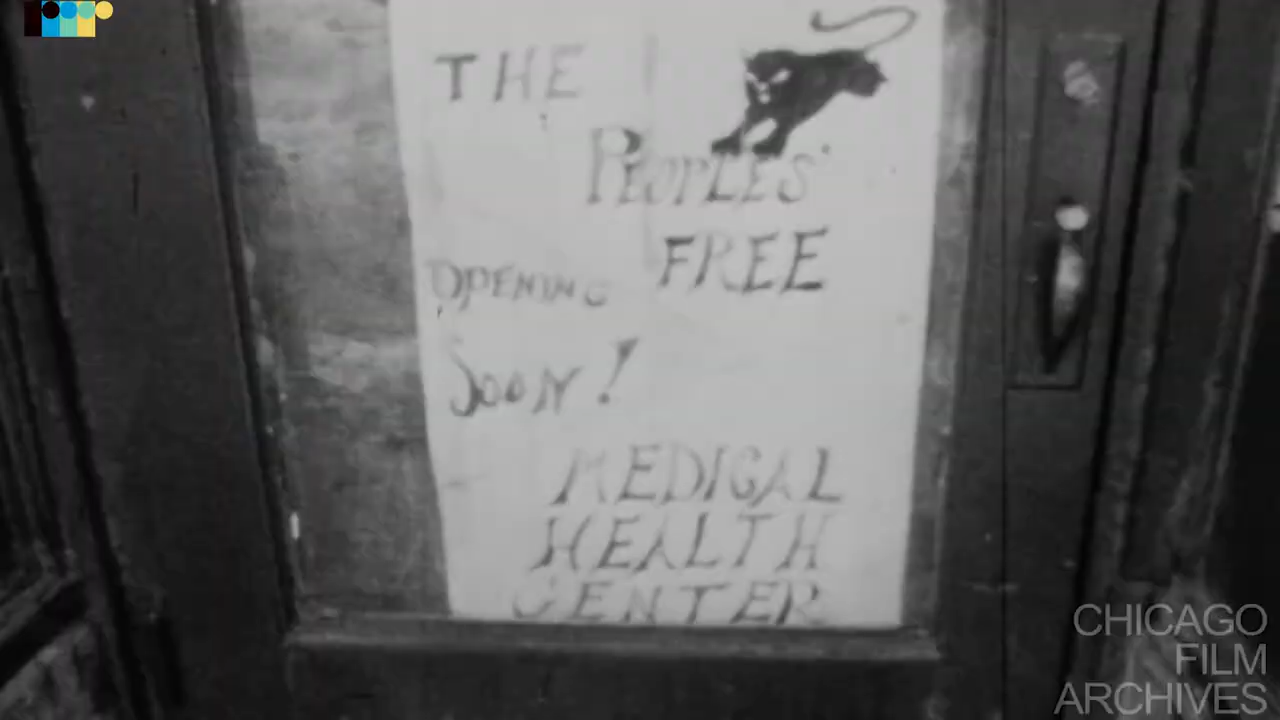 THE
PEOPLES'
FREE
OPENING
SOON!
MEDICAL
HEALTH
CENTER
CHICAGO
FILM
ARCHIVES